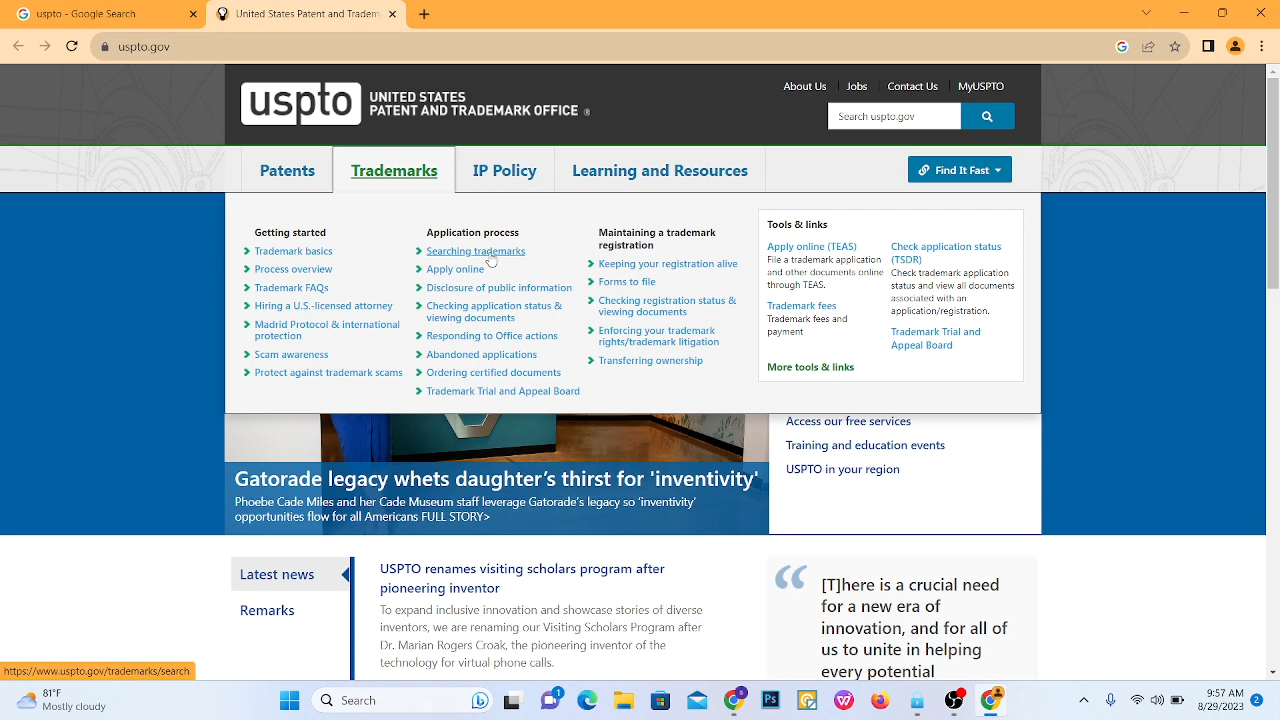 uspto - Google Search
USPTO - Patent and Trademark
uspto.gov
uspto
UNITED STATES
PATENT AND TRADEMARK OFFICE ®
About Us
Jobs
Contact Us
MyUSPTO
Search uspto.gov
Patents
Trademarks
IP Policy
Learning and Resources
Find It Fast
Getting started
Trademark basics
Process overview
Trademark FAQs
Hiring a U.S.-licensed attorney
Madrid Protocol & international
protection
Scam awareness
Protect against trademark scams
Application process
Searching trademarks
Apply online
Disclosure of public information
Checking application status &
viewing documents
Responding to Office actions
Abandoned applications
Ordering certified documents
Trademark Trial and Appeal Board
Maintaining a trademark
registration
Keeping your registration alive
Forms to file
Checking registration status &
viewing documents
Enforcing your trademark
rights/trademark litigation
Transferring ownership
Tools & links
Apply online (TEAS)
File a trademark application
and other documents online
through TEAS.
Trademark fees
Trademark fees and
payment
More tools & links
Check application status
(TSDR)
Check trademark application
status and view all documents
associated with an
application/registration.
Trademark Trial and
Appeal Board
Access our free services
Training and education events
USPTO in your region
Gatorade legacy whets daughter's thirst for 'inventivity'
Phoebe Cade Miles and her Cade Museum staff leverage Gatorade's legacy so 'inventivity'
opportunities flow for all Americans FULL STORY>
Latest news
Remarks
USPTO renames visiting scholars program after
pioneering inventor
To expand inclusive innovation and showcase stories of diverse
inventors, we are renaming our Visiting Scholars Program after
Dr. Marian Rogers Croak, the pioneering inventor of the
technology for virtual phone calls.
[T]here is a crucial need
for a new era of
innovation, and for all of
us to unite in helping
every potential
https://www.uspto.gov/trademarks/search
81°F
Mostly cloudy
Search
1
8
Ps
9:57 AM
8/29/2023
2